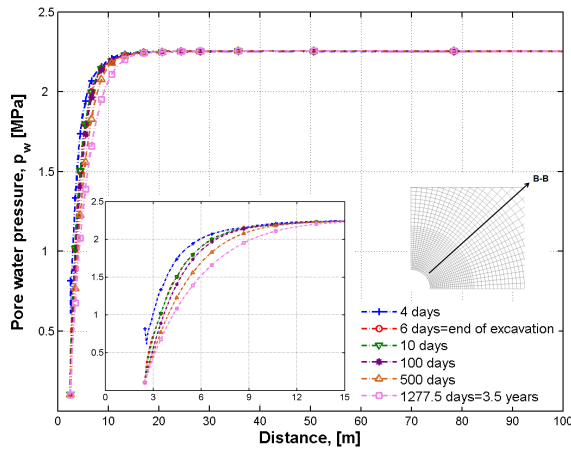 2.5
2
1.5
1
0.5
Pore water pressure, p_w [MPa]
B-B
2.5
2
1.5
1
0.5
0 3 6 9 12 15
4 days
6 days=end of excavation
10 days
100 days
500 days
1277.5 days=3.5 years
0 10 20 30 40 50 60 70 80 90 100
Distance, [m]